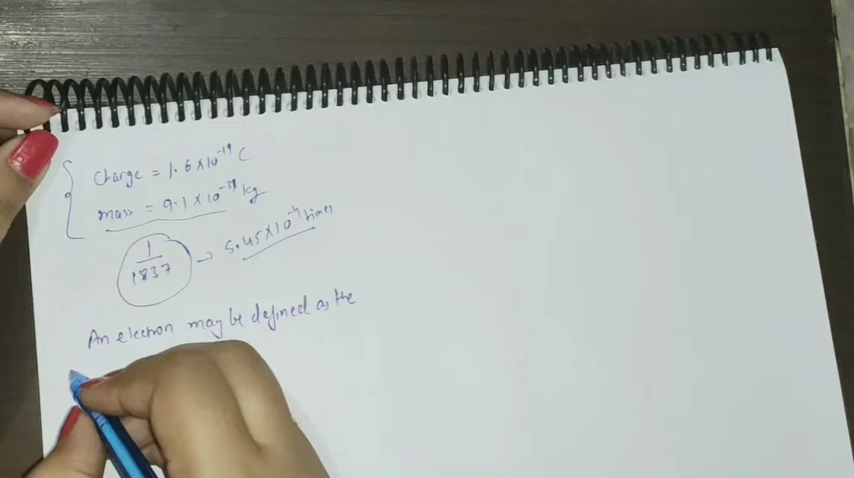 Charge = 1.6 × 10⁻¹⁹ C
mass = 9.1 × 10⁻³¹ kg
1/1837 → 5.45 × 10⁻⁴ times
An electron may be defined as the